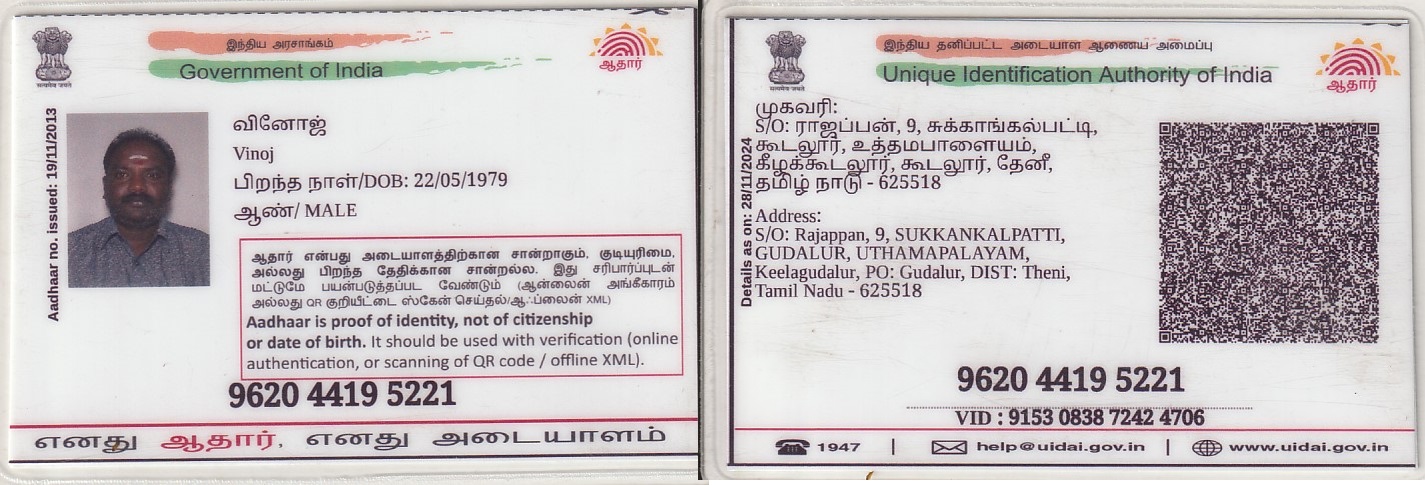 இந்திய அரசாங்கம்
Government of India
ஆதார்
Aadhaar no. issued: 19/11/2013
வினோஜ்
Vinoj
பிறந்த நாள்/DOB: 22/05/1979
ஆண்/ MALE
ஆதார் என்பது அடையாளத்திற்கான சான்றாகும், குடியுரிமை,
அல்லது பிறந்த தேதிக்கான சான்றல்ல. இது சரிபார்ப்புடன்
மட்டுமே பயன்படுத்தப்பட வேண்டும் (ஆன்லைன் அங்கீகாரம்
அல்லது QR குறியீட்டை ஸ்கேன் செய்தல்/ஆஃப்லைன் XML)
Aadhaar is proof of identity, not of citizenship
or date of birth. It should be used with verification (online
authentication, or scanning of QR code / offline XML).
9620 4419 5221
எனது ஆதார், எனது அடையாளம்
இந்திய தனிப்பட்ட அடையாள ஆணைய அமைப்பு
Unique Identification Authority of India
ஆதார்
Details as on: 28/11/2024
முகவரி:
S/O: ராஜப்பன், 9, சுக்காங்கல்பட்டி,
கூடலூர், உத்தமபாளையம்,
கீழக்கூடலூர், கூடலூர், தேனீ,
தமிழ் நாடு - 625518
Address:
S/O: Rajappan, 9, SUKKANKALPATTI,
GUDALUR, UTHAMAPALAYAM,
Keelagudalur, PO: Gudalur, DIST: Theni,
Tamil Nadu - 625518
9620 4419 5221
VID : 9153 0838 7242 4706
1947 | help@uidai.gov.in | www.uidai.gov.in